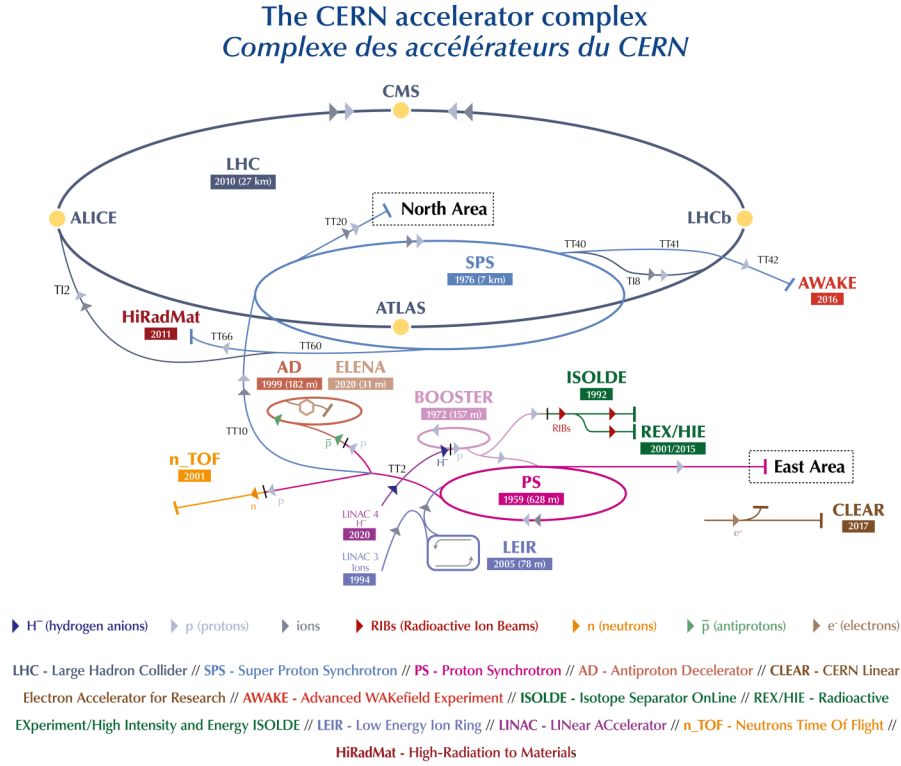 The CERN accelerator complex
Complexe des accélérateurs du CERN
CMS
LHC
2010 (27 km)
North Area
TT20
ALICE
LHCb
TT40
TT41
SPS
1976 (7 km)
TT42
TI8
AWAKE
2016
TI2
ATLAS
HiRadMat
2011
TT66
TT60
AD
1999 (182 m)
ELENA
2020 (31 m)
ISOLDE
1992
BOOSTER
1972 (157 m)
RIBs
REX/HIE
2001/2015
TT10
p
p
p
H−
East Area
n_TOF
2001
TT2
PS
1959 (628 m)
n
p
LINAC 4
H−
2020
CLEAR
2017
e-
LINAC 3
Ions
1994
LEIR
2005 (78 m)
H− (hydrogen anions)
p (protons)
ions
RIBs (Radioactive Ion Beams)
n (neutrons)
p̅ (antiprotons)
e- (electrons)
LHC - Large Hadron Collider // SPS - Super Proton Synchrotron // PS - Proton Synchrotron // AD - Antiproton Decelerator // CLEAR - CERN Linear
Electron Accelerator for Research // AWAKE - Advanced WAKefield Experiment // ISOLDE - Isotope Separator OnLine // REX/HIE - Radioactive
EXperiment/High Intensity and Energy ISOLDE // LEIR - Low Energy Ion Ring // LINAC - LINear ACcelerator // n_TOF - Neutrons Time Of Flight //
HiRadMat - High-Radiation to Materials